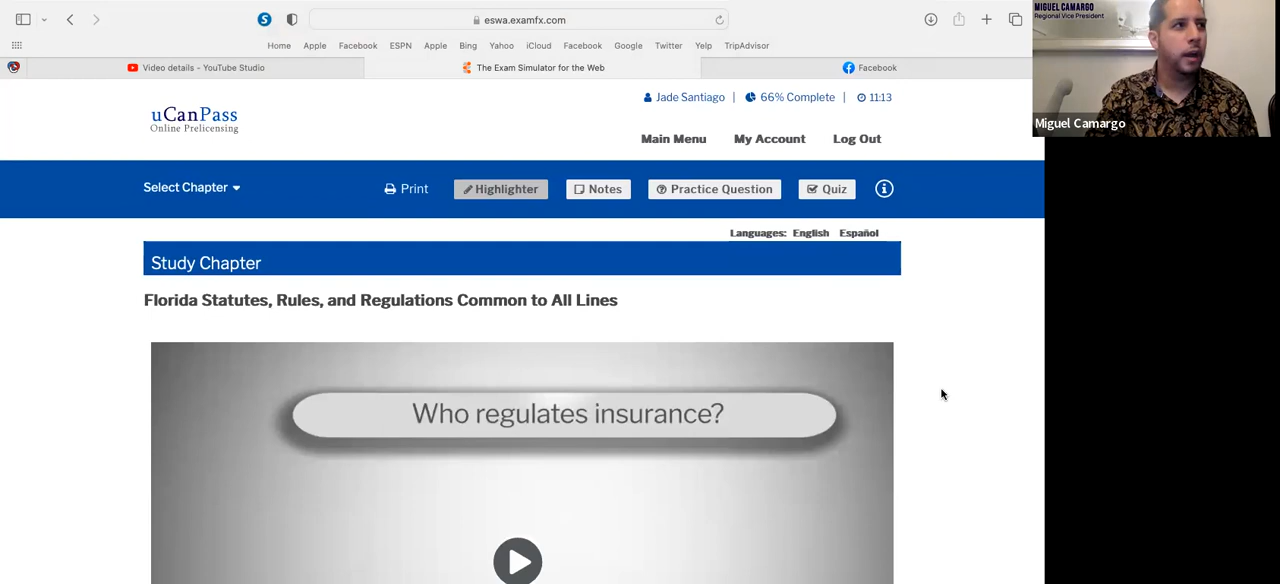 eswa.examfx.com
Home Apple Facebook ESPN Apple Bing Yahoo iCloud Facebook Google Twitter Yelp TripAdvisor
Video details - YouTube Studio The Exam Simulator for the Web Facebook
MIGUEL CAMARGO
Regional Vice President
Miguel Camargo
uCanPass
Online Prelicensing
Jade Santiago | 66% Complete | 11:13
Main Menu My Account Log Out
Select Chapter Print Highlighter Notes Practice Question Quiz
Languages: English Español
Study Chapter
Florida Statutes, Rules, and Regulations Common to All Lines
Who regulates insurance?